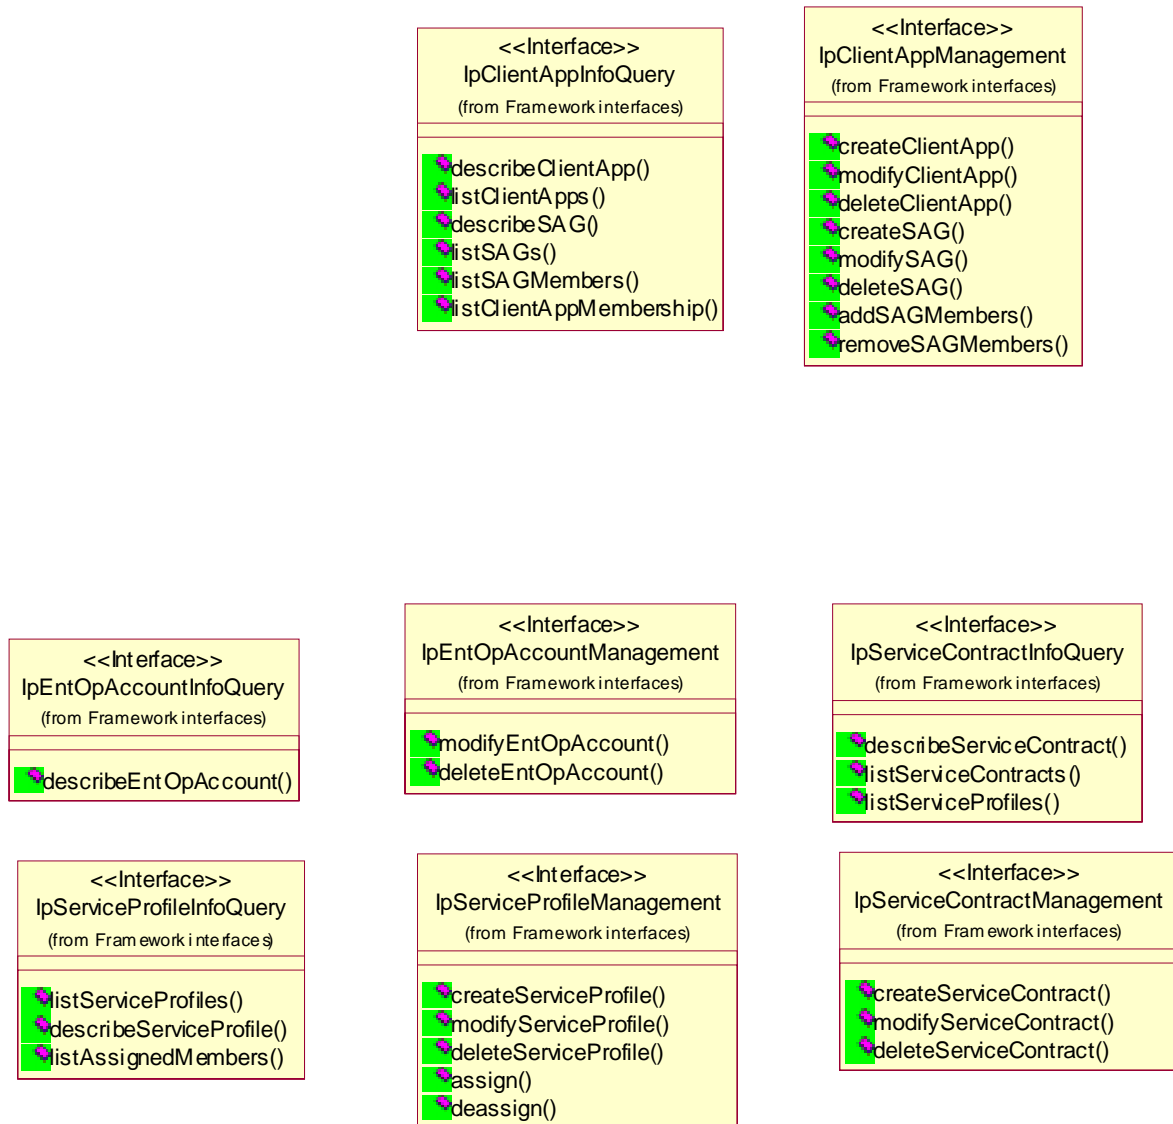 <<Interface>>
IpClientAppInfoQuery
(from Framework interfaces)
describeClientApp()
listClientApps()
describeSAG()
listSAGs()
listSAGMembers()
listClientAppMembership()
<<Interface>>
IpClientAppManagement
(from Framework interfaces)
createClientApp()
modifyClientApp()
deleteClientApp()
createSAG()
modifySAG()
deleteSAG()
addSAGMembers()
removeSAGMembers()
<<Interface>>
IpEntOpAccountInfoQuery
(from Framework interfaces)
describeEntOpAccount()
<<Interface>>
IpEntOpAccountManagement
(from Framework interfaces)
modifyEntOpAccount()
deleteEntOpAccount()
<<Interface>>
IpServiceContractInfoQuery
(from Framework interfaces)
describeServiceContract()
listServiceContracts()
listServiceProfiles()
<<Interface>>
IpServiceProfileInfoQuery
(from Framework interfaces)
listServiceProfiles()
describeServiceProfile()
listAssignedMembers()
<<Interface>>
IpServiceProfileManagement
(from Framework interfaces)
createServiceProfile()
modifyServiceProfile()
deleteServiceProfile()
assign()
deassign()
<<Interface>>
IpServiceContractManagement
(from Framework interfaces)
createServiceContract()
modifyServiceContract()
deleteServiceContract()